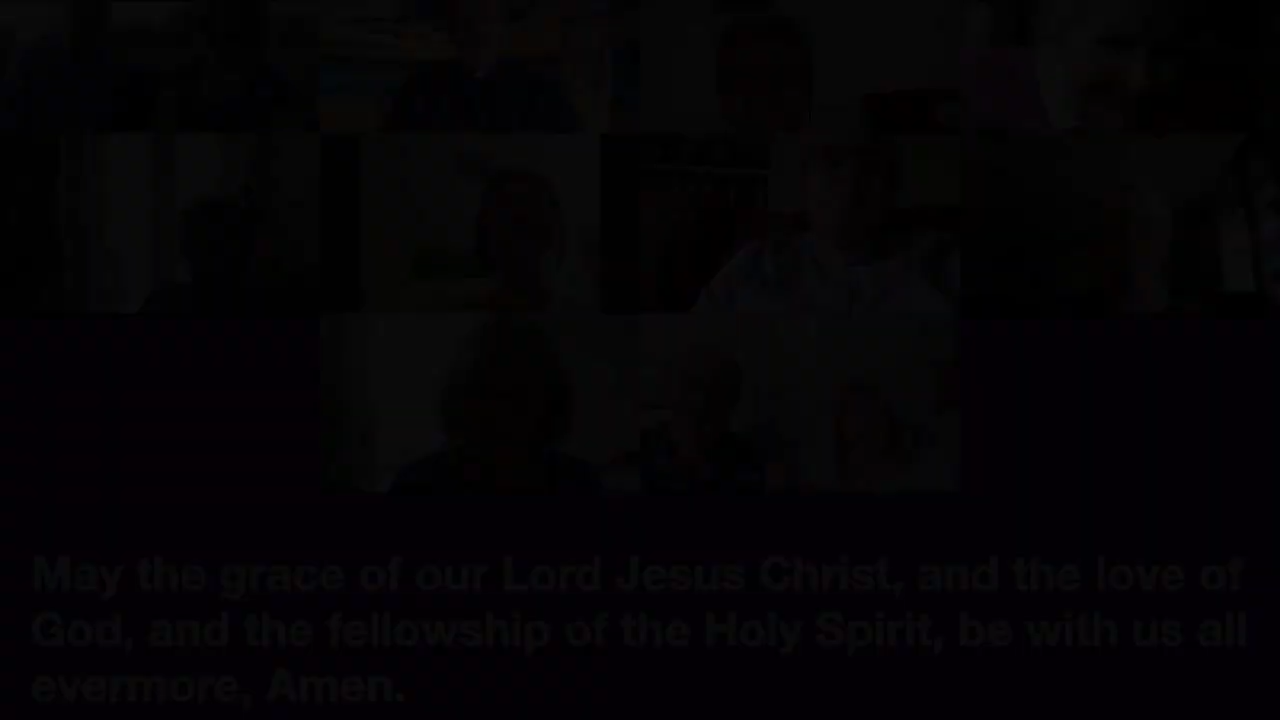 May the grace of our Lord Jesus Christ, and the love of
God, and the fellowship of the Holy Spirit, be with us all
evermore, Amen.